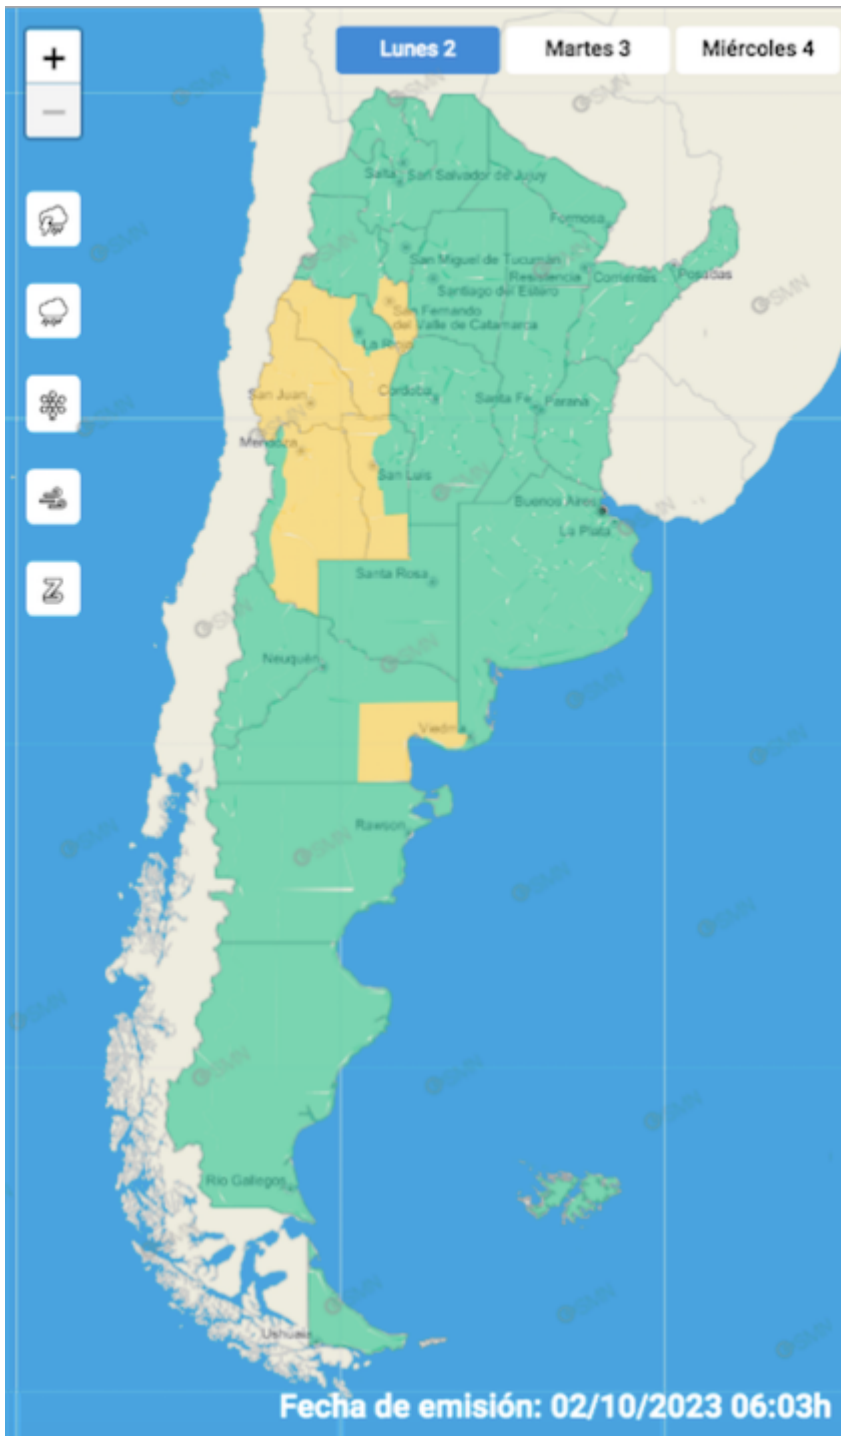 +
Lunes 2
Martes 3
Miércoles 4
−
SMN
Salta
San Salvador de Jujuy
Formosa
San Miguel de Tucumán
Resistencia
Corrientes
Posadas
Santiago del Estero
San Fernando
del Valle de Catamarca
La Rioja
San Juan
Córdoba
Santa Fe
Paraná
Mendoza
San Luis
Buenos Aires
La Plata
Santa Rosa
Neuquén
Viedma
Rawson
Río Gallegos
Ushuaia
Fecha de emisión: 02/10/2023 06:03h